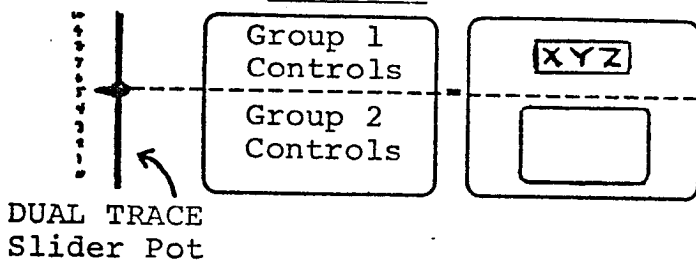 Group 1
Controls
XYZ
Group 2
Controls
DUAL TRACE
Slider Pot